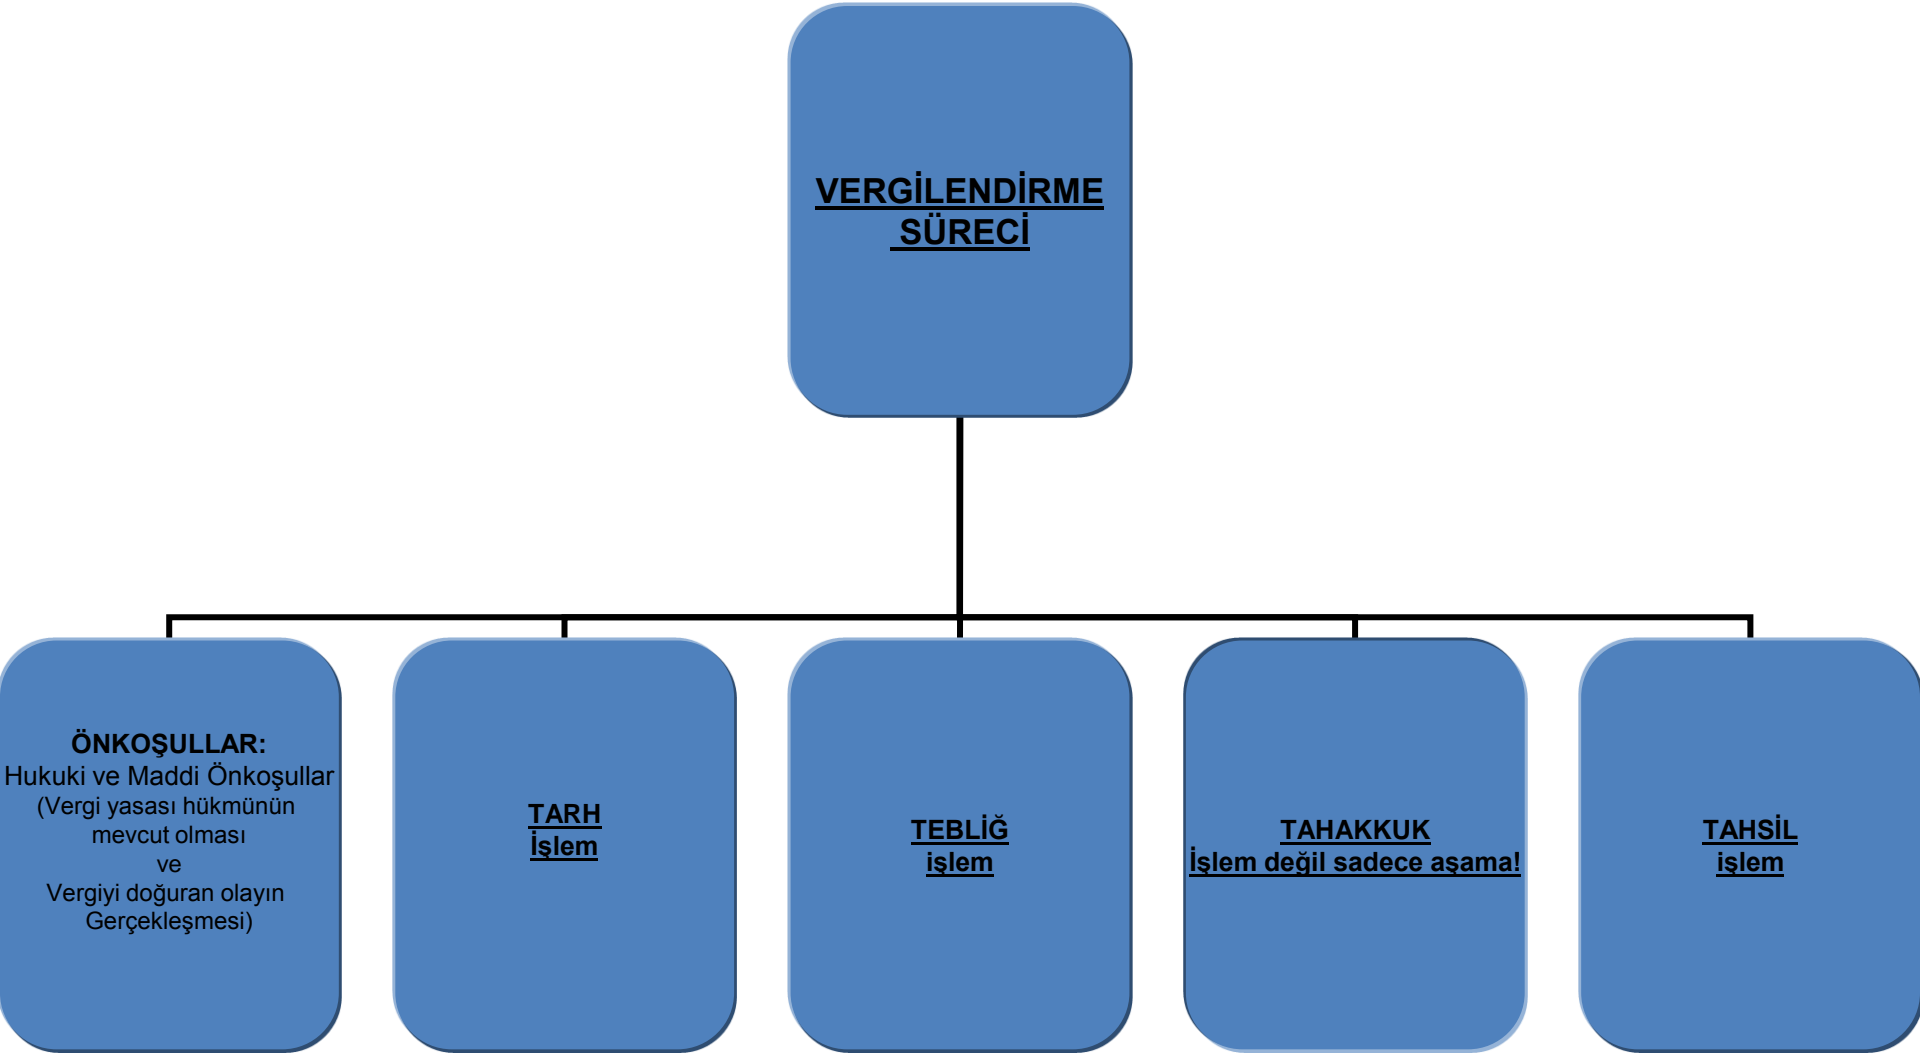 VERGİLENDİRME
SÜRECİ
ÖNKOŞULLAR:
Hukuki ve Maddi Önkoşullar
(Vergi yasası hükmünün
mevcut olması
ve
Vergiyi doğuran olayın
Gerçekleşmesi)
TARH
İşlem
TEBLİĞ
işlem
TAHAKKUK
İşlem değil sadece aşama!
TAHSİL
işlem